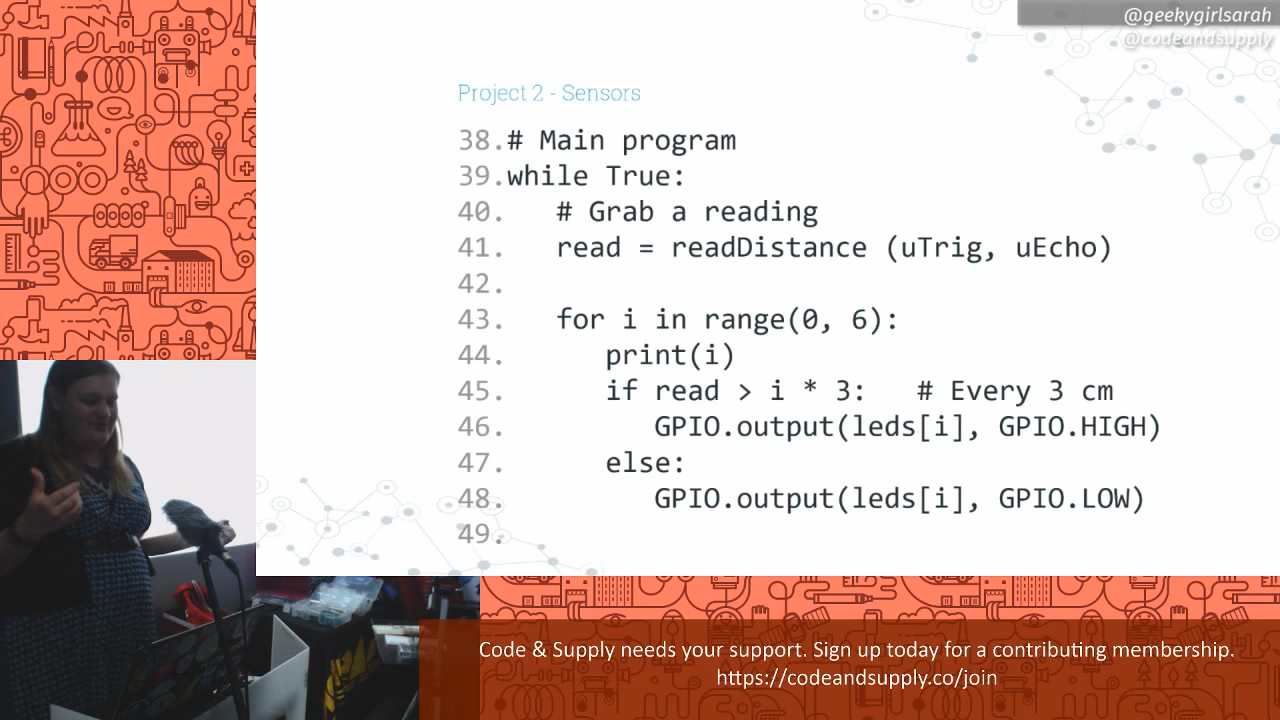 @geekygirlsarah
@codeandsupply
Project 2 - Sensors
38.# Main program
39.while True:
40.   # Grab a reading
41.   read = readDistance (uTrig, uEcho)
42.
43.   for i in range(0, 6):
44.      print(i)
45.      if read > i * 3:   # Every 3 cm
46.         GPIO.output(leds[i], GPIO.HIGH)
47.      else:
48.         GPIO.output(leds[i], GPIO.LOW)
49.
Code & Supply needs your support. Sign up today for a contributing membership.
https://codeandsupply.co/join